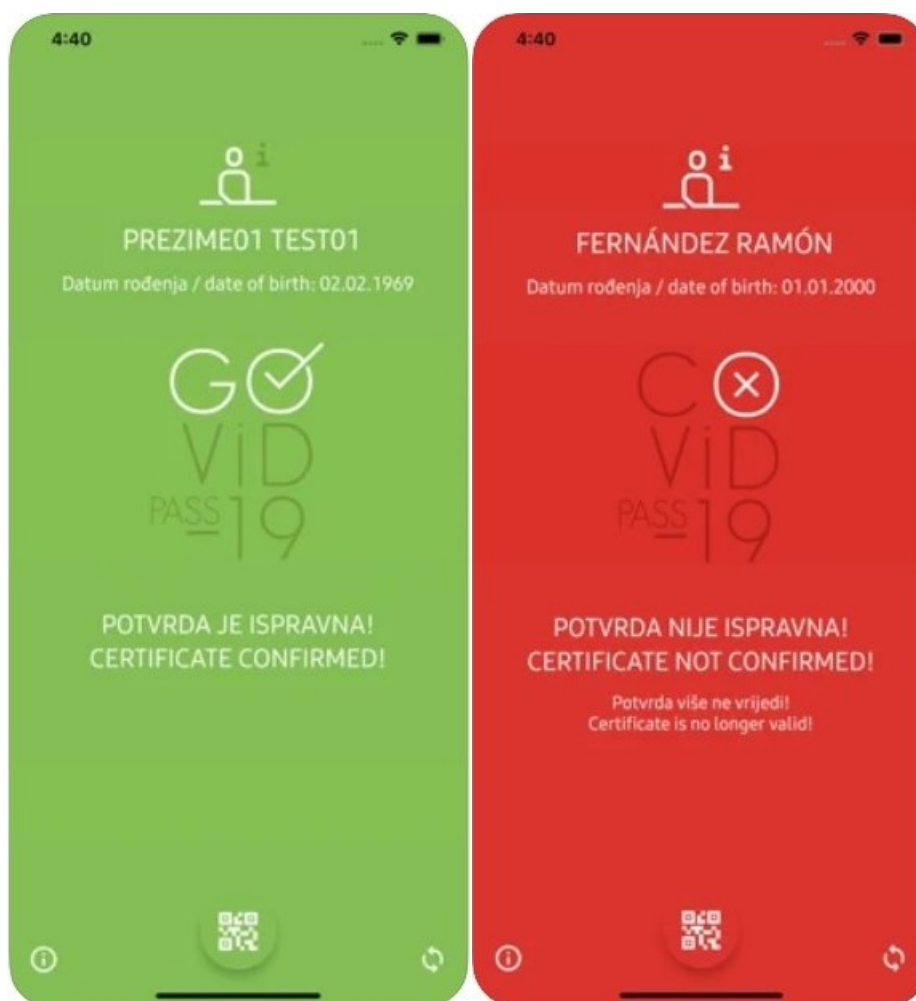 4:40
i
PREZIME01 TEST01
Datum rođenja / date of birth: 02.02.1969
GO
ViD
PASS 19
POTVRDA JE ISPRAVNA!
CERTIFICATE CONFIRMED!
4:40
i
FERNÁNDEZ RAMÓN
Datum rođenja / date of birth: 01.01.2000
CO
ViD
PASS 19
POTVRDA NIJE ISPRAVNA!
CERTIFICATE NOT CONFIRMED!
Potvrda više ne vrijedi!
Certificate is no longer valid!